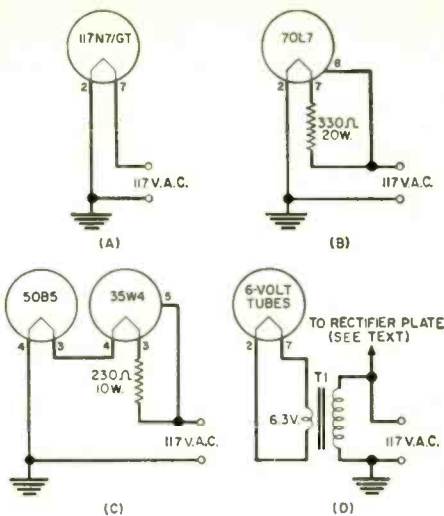 117N7/GT
2
7
117 V.A.C.
(A)
70L7
8
2
7
330Ω
20W.
117 V.A.C.
(B)
50B5
35W4
5
4
3
4
3
230Ω
10W.
117 V.A.C.
(C)
6-VOLT
TUBES
2
7
TO RECTIFIER PLATE
(SEE TEXT)
T1
6.3V.
117 V.A.C.
(D)